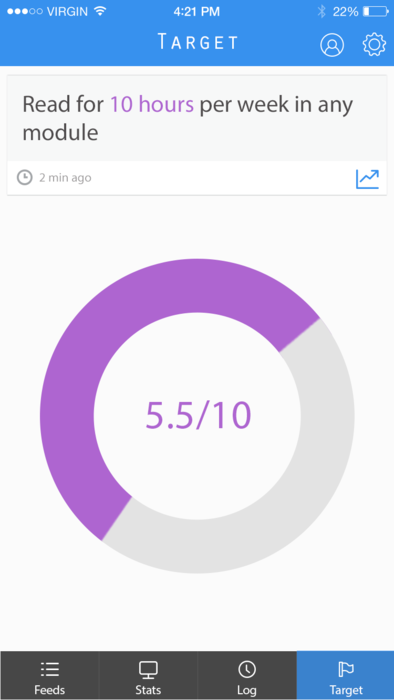 VIRGIN 4:21 PM 22%
TARGET
Read for 10 hours per week in any
module
2 min ago
5.5/10
Feeds Stats Log Target